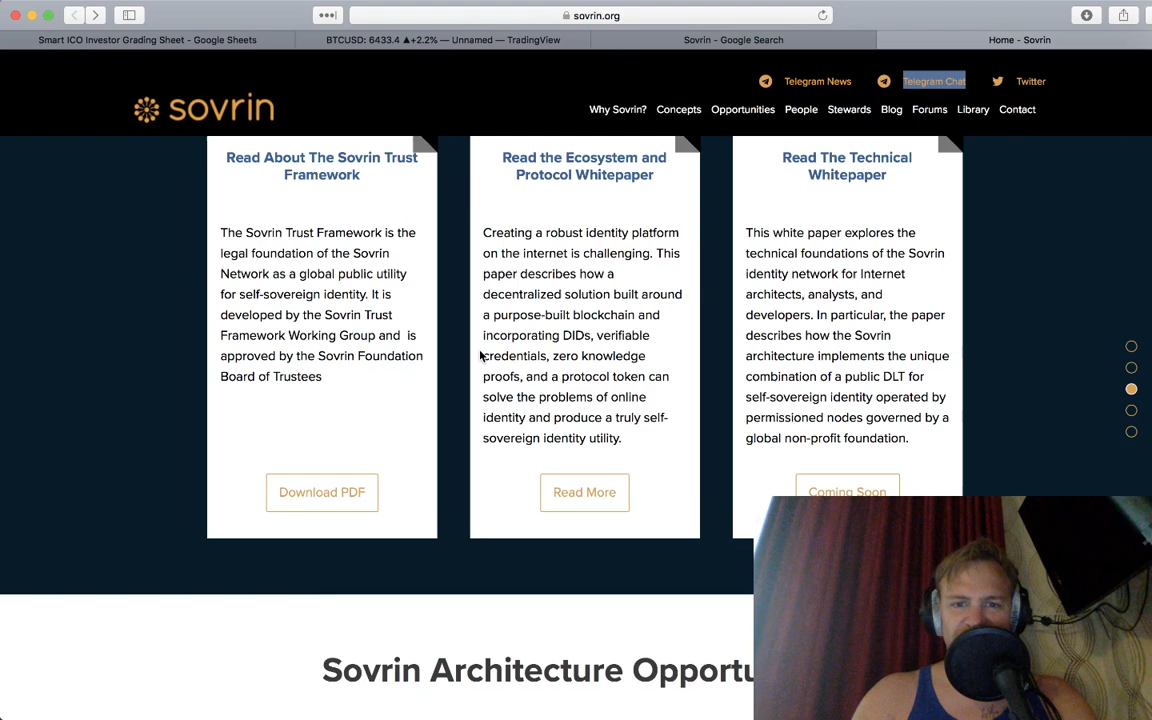 sovrin.org
Smart ICO Investor Grading Sheet - Google Sheets
BTCUSD: 6433.4 ▲+2.2% — Unnamed — TradingView
Sovrin - Google Search
Home - Sovrin
Telegram News
Telegram Chat
Twitter
sovrin
Why Sovrin?
Concepts
Opportunities
People
Stewards
Blog
Forums
Library
Contact
Read About The Sovrin Trust
Framework
The Sovrin Trust Framework is the
legal foundation of the Sovrin
Network as a global public utility
for self-sovereign identity. It is
developed by the Sovrin Trust
Framework Working Group and is
approved by the Sovrin Foundation
Board of Trustees
Download PDF
Read the Ecosystem and
Protocol Whitepaper
Creating a robust identity platform
on the internet is challenging. This
paper describes how a
decentralized solution built around
a purpose-built blockchain and
incorporating DIDs, verifiable
credentials, zero knowledge
proofs, and a protocol token can
solve the problems of online
identity and produce a truly self-
sovereign identity utility.
Read More
Read The Technical
Whitepaper
This white paper explores the
technical foundations of the Sovrin
identity network for Internet
architects, analysts, and
developers. In particular, the paper
describes how the Sovrin
architecture implements the unique
combination of a public DLT for
self-sovereign identity operated by
permissioned nodes governed by a
global non-profit foundation.
Coming Soon
Sovrin Architecture Opportu